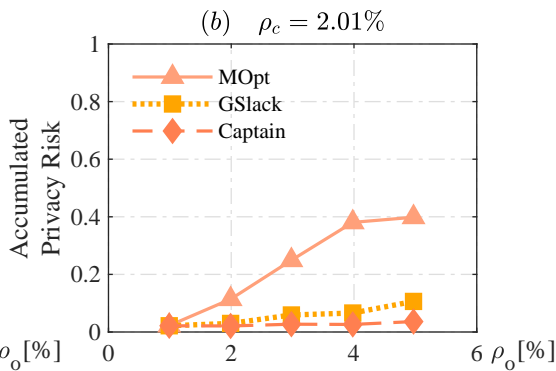 (b) ρc = 2.01%
1
0.8
0.6
0.4
0.2
0
Accumulated
Privacy Risk
MOpt
GSlack
Captain
ρo[%] 0 2 4 6 ρo[%]